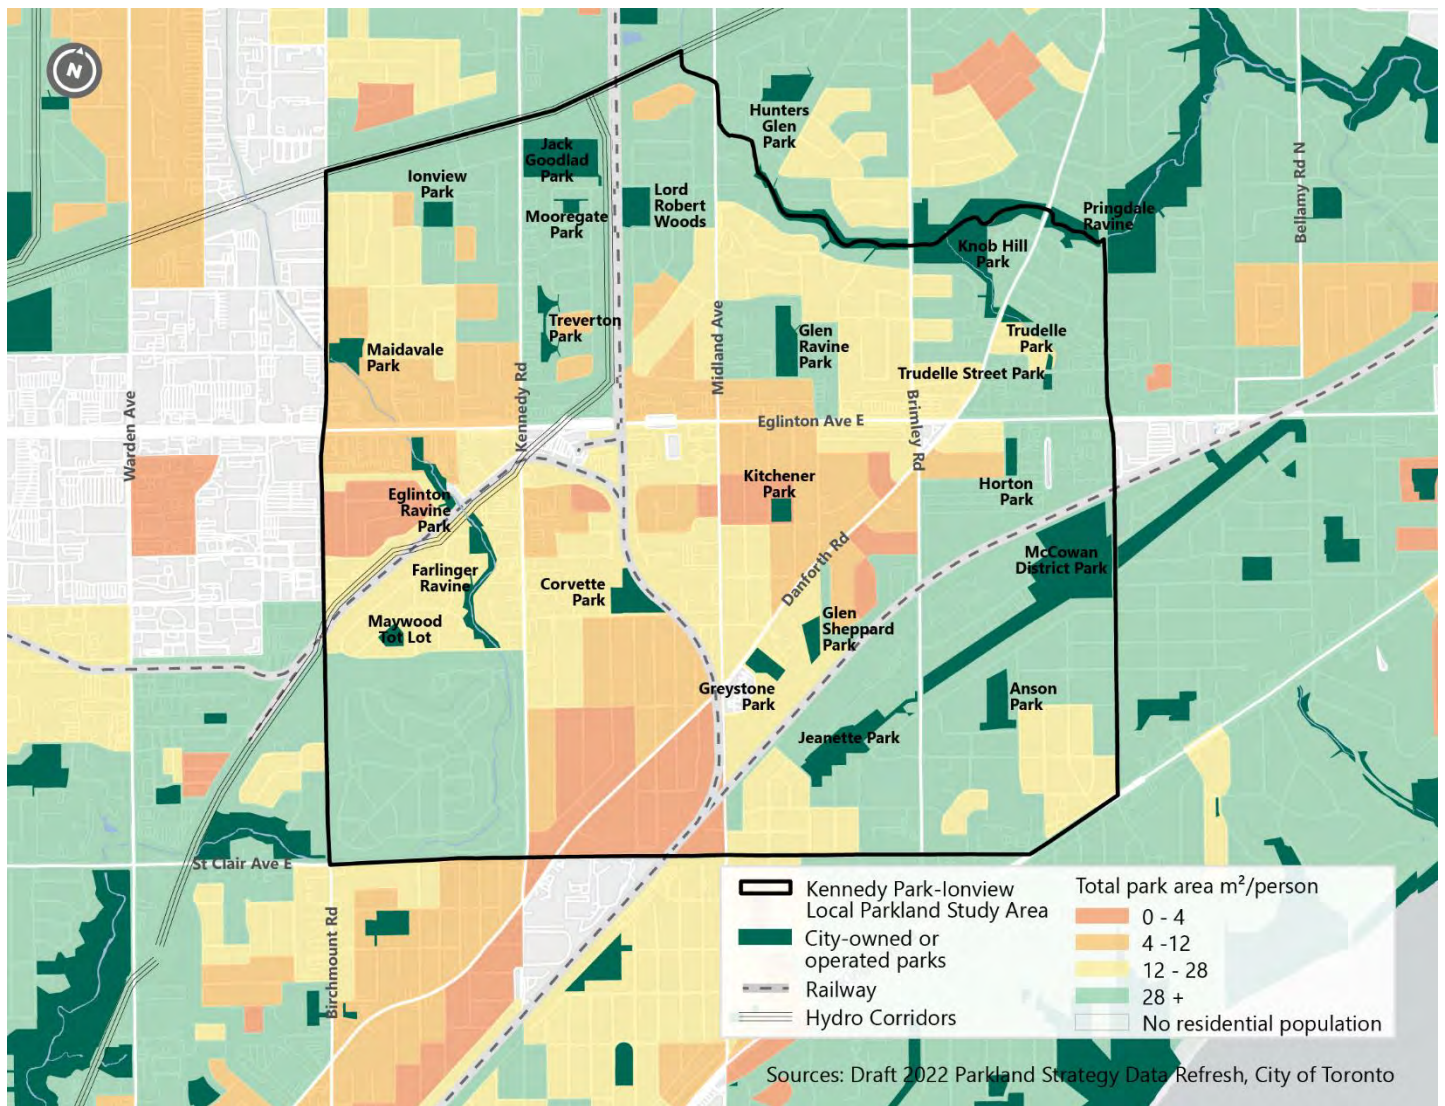 N
Hunters
Glen Park
Jack
Goodlad
Park
Ionview
Park
Mooregate
Park
Lord
Robert
Woods
Pringdale
Ravine
Bellamy Rd N
Knob Hill
Park
Treverton
Park
Midland Ave
Glen
Ravine
Park
Trudelle
Park
Trudelle Street Park
Maidavale
Park
Kennedy Rd
Warden Ave
Eglinton Ave E
Brimley Rd
Kitchener
Park
Horton
Park
Eglinton
Ravine
Park
Danforth Rd
McCowan
District Park
Farlinger
Ravine
Corvette
Park
Maywood
Tot Lot
Glen
Sheppard
Park
Greystone
Park
Anson
Park
Jeanette Park
St Clair Ave E
Birchmount Rd
Kennedy Park-Ionview
Local Parkland Study Area
City-owned or
operated parks
Railway
Hydro Corridors
Total park area m²/person
0 - 4
4 -12
12 - 28
28 +
No residential population
Sources: Draft 2022 Parkland Strategy Data Refresh, City of Toronto